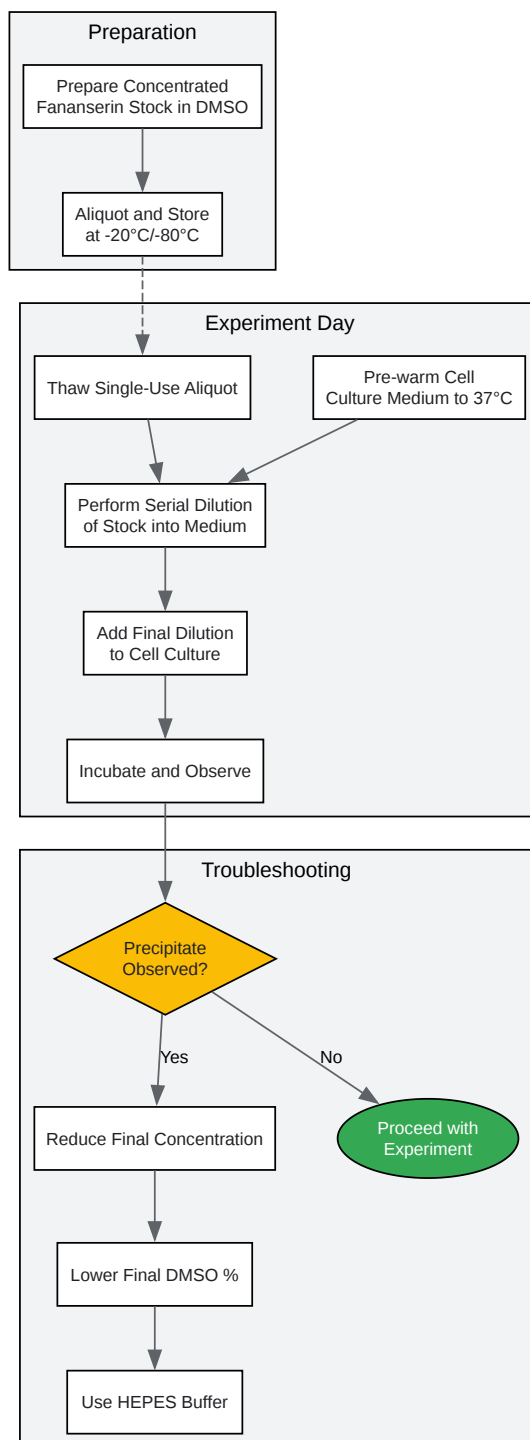 Preparation
Prepare Concentrated
Fananserin Stock in DMSO
Aliquot and Store
at -20°C/-80°C
Experiment Day
Thaw Single-Use Aliquot
Pre-warm Cell
Culture Medium to 37°C
Perform Serial Dilution
of Stock into Medium
Add Final Dilution
to Cell Culture
Incubate and Observe
Troubleshooting
Precipitate
Observed?
Yes
No
Reduce Final Concentration
Proceed with
Experiment
Lower Final DMSO %
Use HEPES Buffer